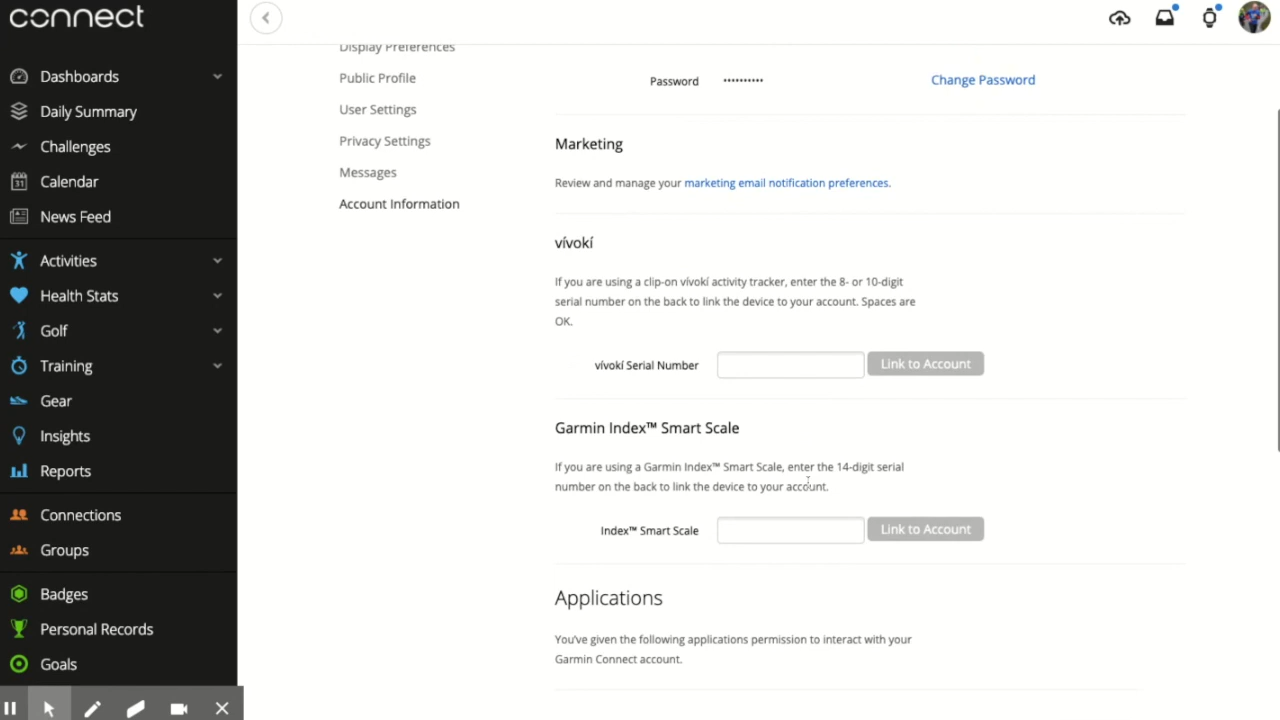 connect
Dashboards
Daily Summary
Challenges
31
Calendar
News Feed
Activities
Health Stats
Golf
Training
Gear
Insights
Reports
Connections
Groups
Badges
Personal Records
Goals
Display Preferences
Public Profile
User Settings
Privacy Settings
Messages
Account Information
Password •••••••••• Change Password
Marketing
Review and manage your marketing email notification preferences.
vívokí
If you are using a clip-on vívokí activity tracker, enter the 8- or 10-digit
serial number on the back to link the device to your account. Spaces are
OK.
vívokí Serial Number Link to Account
Garmin Index™ Smart Scale
If you are using a Garmin Index™ Smart Scale, enter the 14-digit serial
number on the back to link the device to your account.
Index™ Smart Scale Link to Account
Applications
You've given the following applications permission to interact with your
Garmin Connect account.